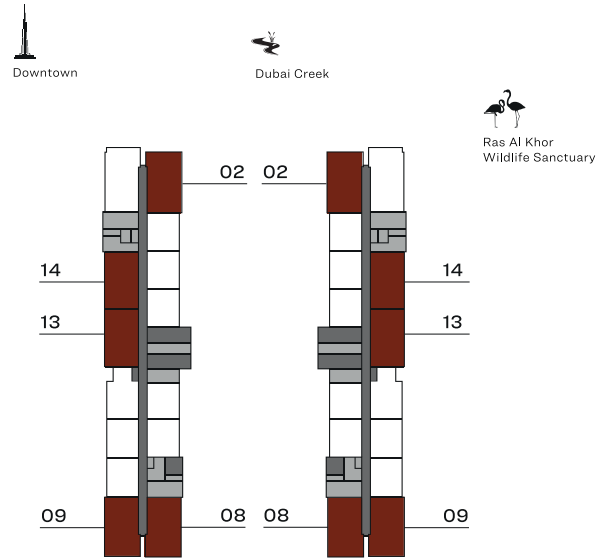 Downtown
Dubai Creek
Ras Al Khor
Wildlife Sanctuary
02 02
14 14
13 13
09 08 08 09